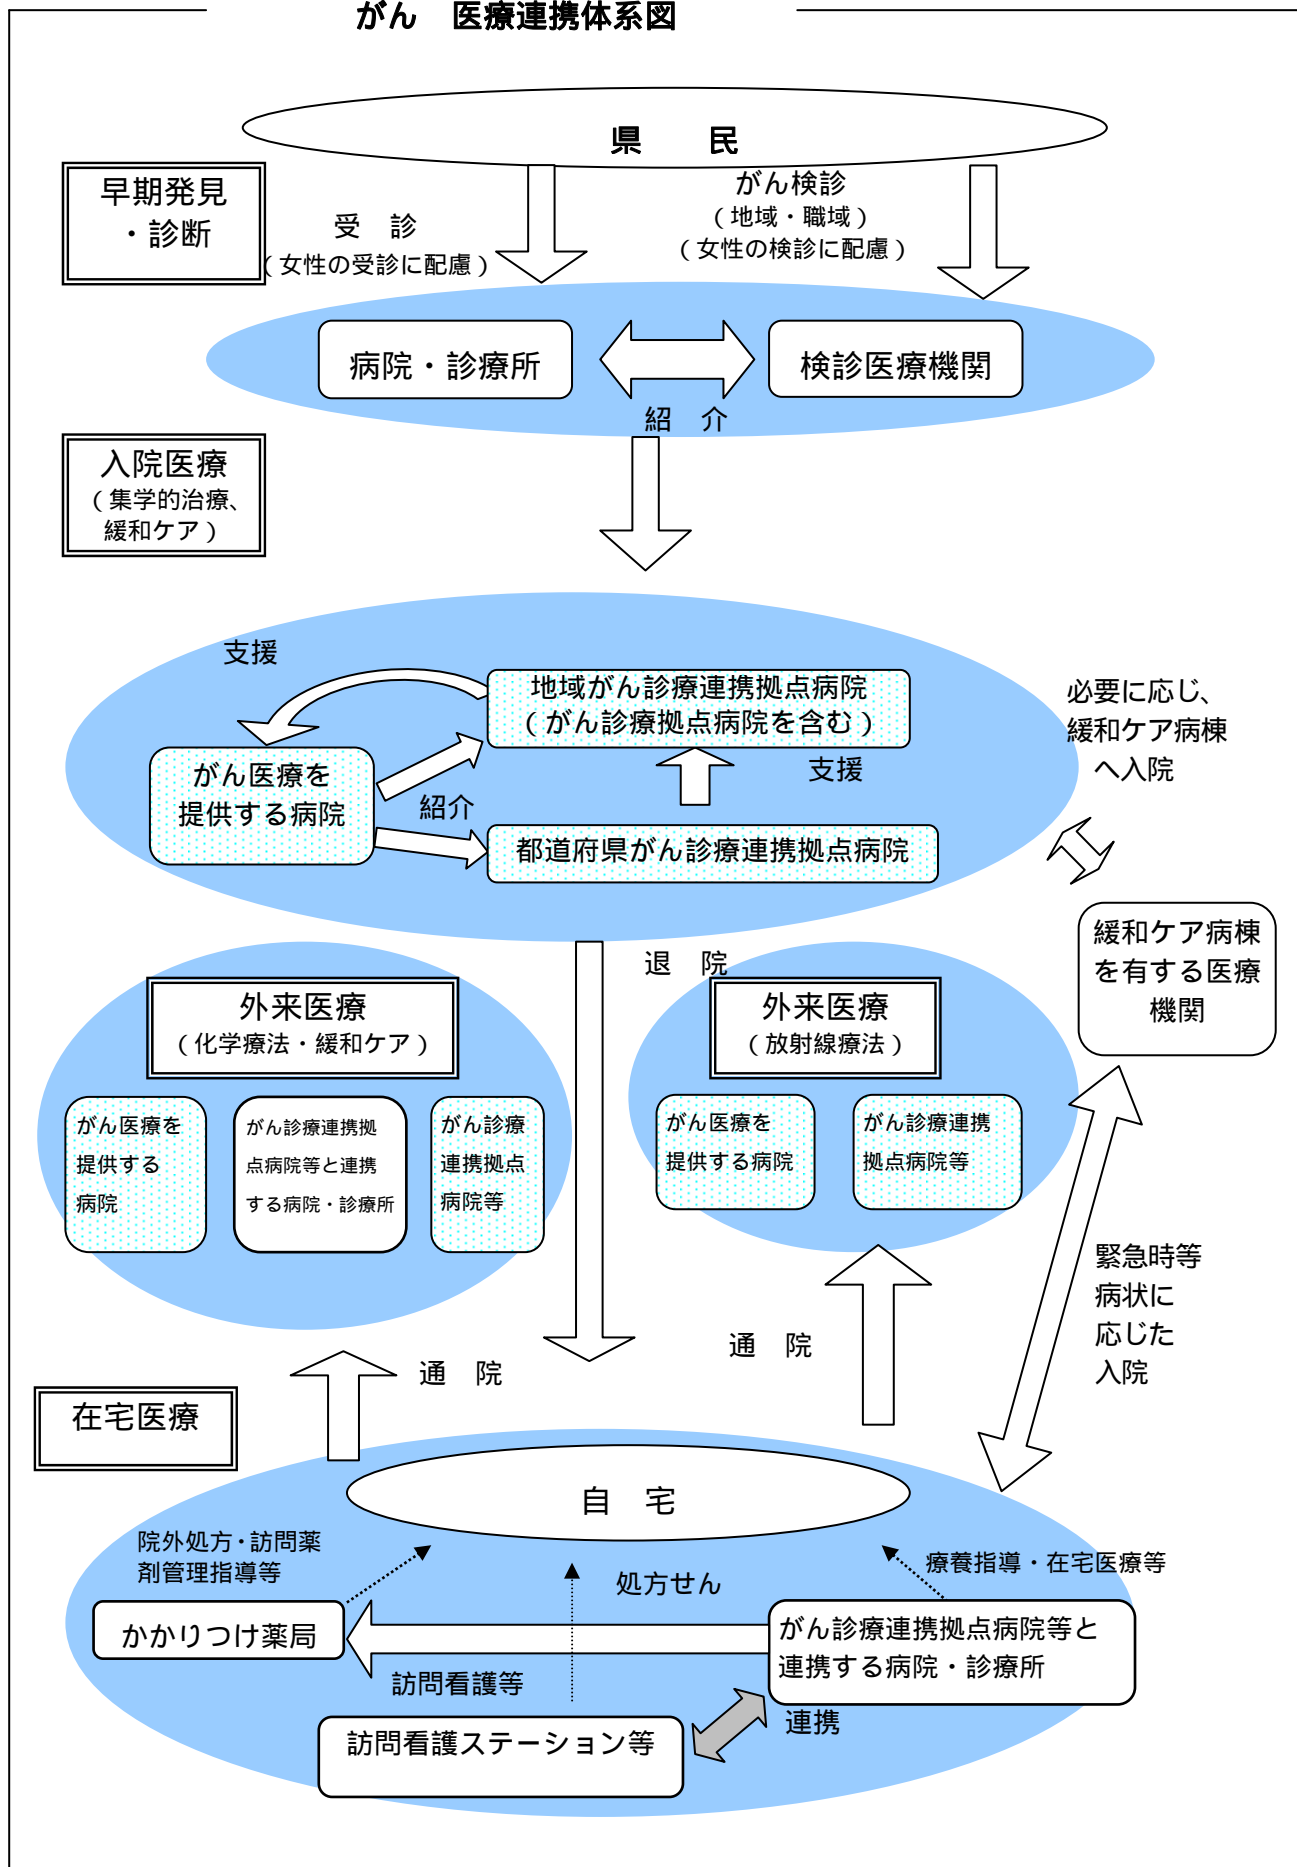 がん　医療連携体系図
県　　民
早期発見
・診断
受　診
（女性の受診に配慮）
がん検診
（地域・職域）
（女性の検診に配慮）
病院・診療所
検診医療機関
紹　介
入院医療
（集学的治療、
緩和ケア）
支援
地域がん診療連携拠点病院
（がん診療拠点病院を含む）
必要に応じ、
緩和ケア病棟
へ入院
がん医療を
提供する病院
支援
紹介
都道府県がん診療連携拠点病院
緩和ケア病棟
を有する医療
機関
退　院
外来医療
（化学療法・緩和ケア）
外来医療
（放射線療法）
がん医療を
提供する
病院
がん診療連携拠
点病院等と連携
する病院・診療所
がん診療
連携拠点
病院等
がん医療を
提供する病院
がん診療連携
拠点病院等
緊急時等
病状に
応じた
入院
通　院
通　院
在宅医療
自　宅
院外処方・訪問薬
剤管理指導等
処方せん
療養指導・在宅医療等
かかりつけ薬局
がん診療連携拠点病院等と
連携する病院・診療所
訪問看護等
連携
訪問看護ステーション等